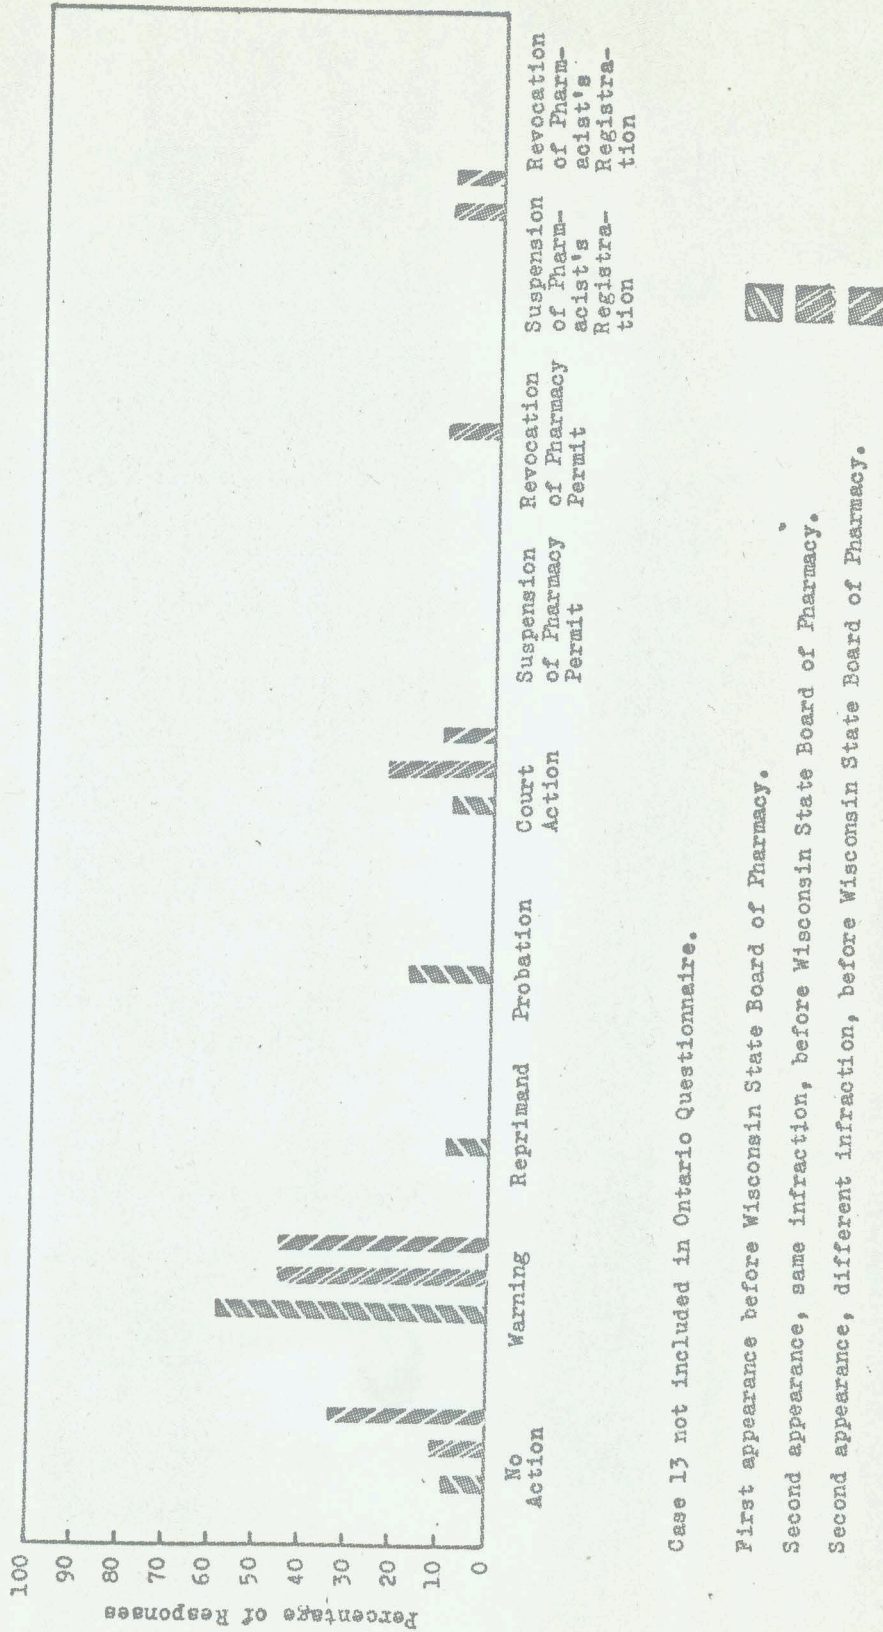 Percentage of Responses
100
90
80
70
60
50
40
30
20
10
0
No
Action
Warning
Reprimand
Probation
Court
Action
Suspension
of Pharmacy
Permit
Revocation
of Pharmacy
Permit
Suspension
of Pharm-
acist's
Registra-
tion
Revocation
of Pharm-
acist's
Registra-
tion
Case 13 not included in Ontario Questionnaire.
First appearance before Wisconsin State Board of Pharmacy.
Second appearance, same infraction, before Wisconsin State Board of Pharmacy.
Second appearance, different infraction, before Wisconsin State Board of Pharmacy.